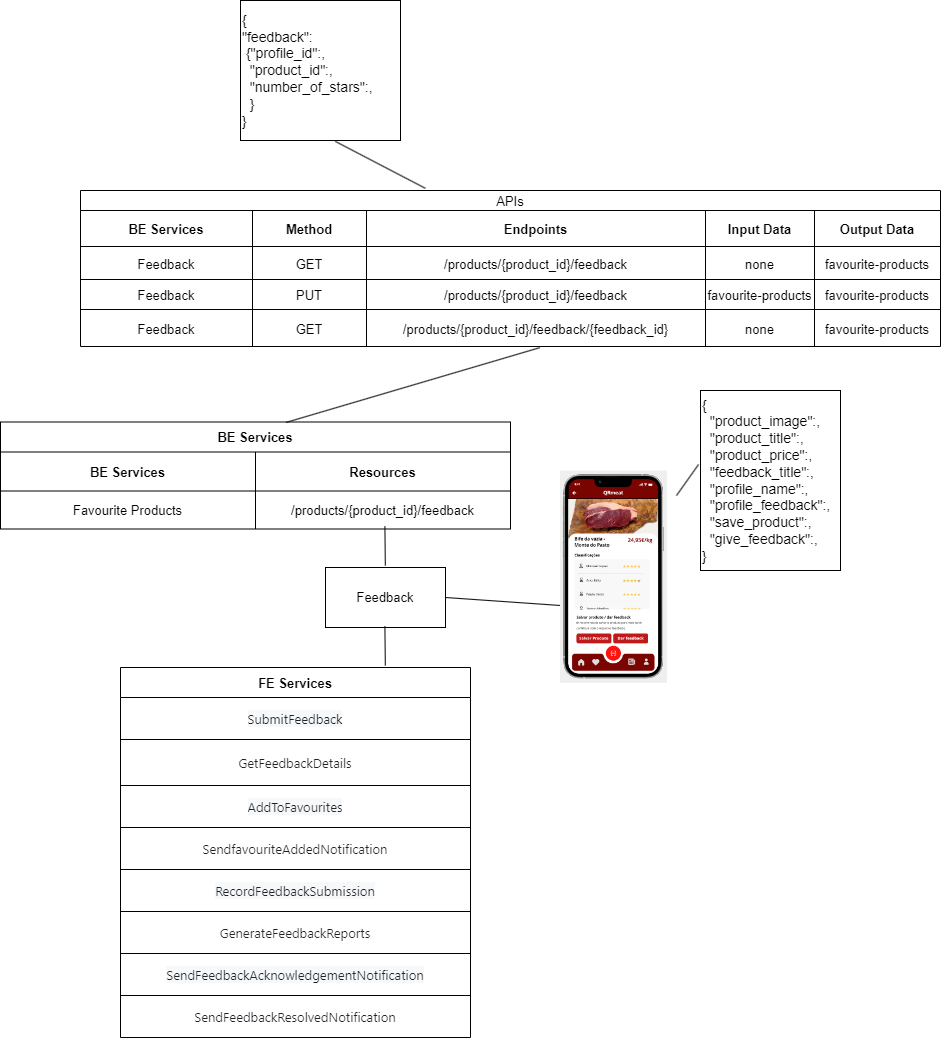 {
"feedback":
{"profile_id":,
"product_id":,
"number_of_stars":,
}
}
APIs
BE Services Method Endpoints Input Data Output Data
Feedback GET /products/{product_id}/feedback none favourite-products
Feedback PUT /products/{product_id}/feedback favourite-products favourite-products
Feedback GET /products/{product_id}/feedback/{feedback_id} none favourite-products
BE Services
BE Services Resources
Favourite Products /products/{product_id}/feedback
{
"product_image":,
"product_title":,
"product_price":,
"feedback_title":,
"profile_name":,
"profile_feedback":,
"save_product":,
"give_feedback":,
}
QRmeat
Bife da vazia -
Monte do Pasto
24,95€/kg
Classificações
Salvar produto / dar feedback
Salvar Produto Dar feedback
Feedback
FE Services
SubmitFeedback
GetFeedbackDetails
AddToFavourites
SendfavouriteAddedNotification
RecordFeedbackSubmission
GenerateFeedbackReports
SendFeedbackAcknowledgementNotification
SendFeedbackResolvedNotification